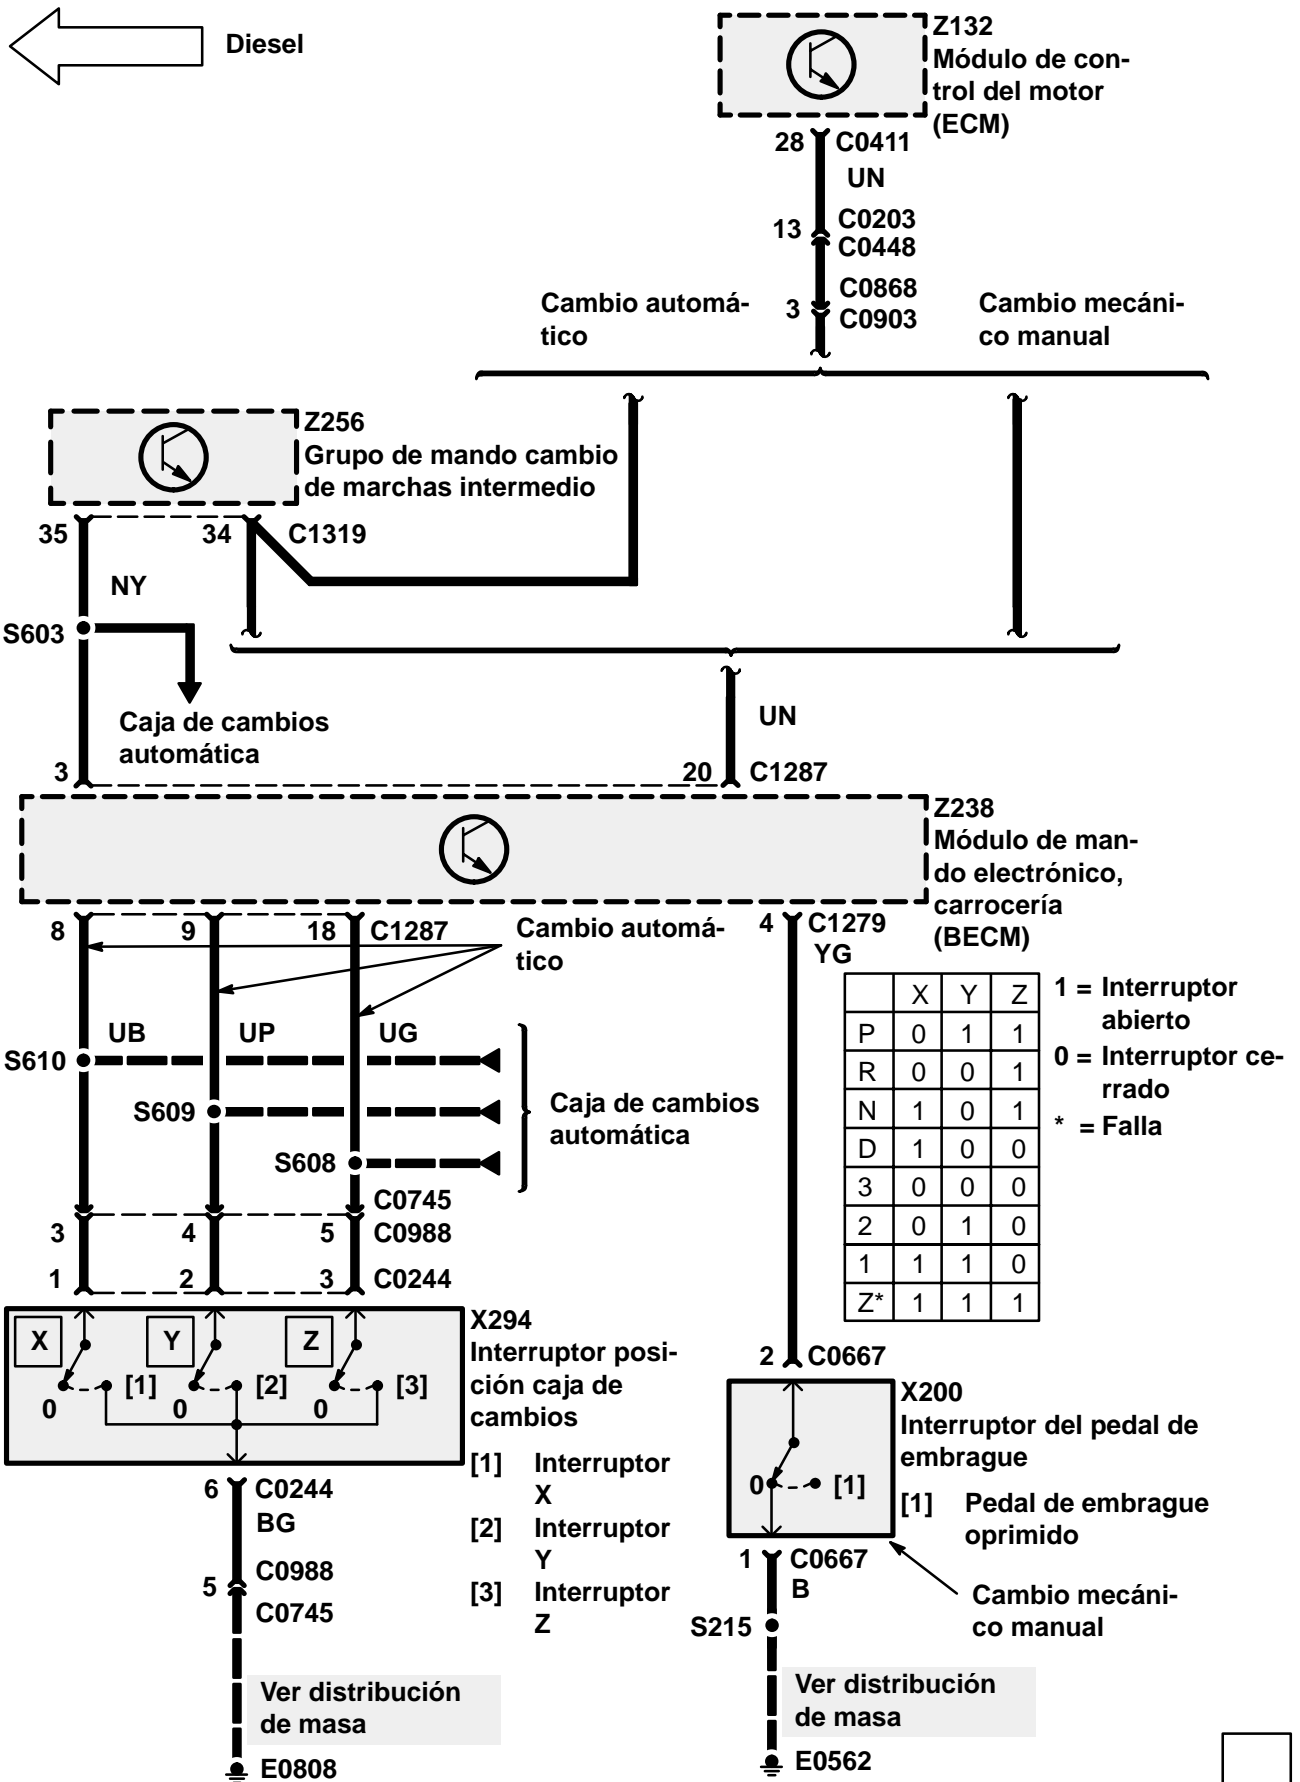 Diesel
Z132
Módulo de con-
trol del motor
(ECM)
28 C0411
UN
13 C0203
C0448
C0868
3 C0903
Cambio automá-
tico
Cambio mecáni-
co manual
Z256
Grupo de mando cambio
de marchas intermedio
35 34 C1319
NY
S603
Caja de cambios
automática
UN
3 20 C1287
Z238
Módulo de man-
do electrónico,
carrocería
(BECM)
8 9 18 C1287
Cambio automá-
tico
4 C1279
YG
UB UP UG
S610
S609
S608
Caja de cambios
automática
X Y Z
P 0 1 1
R 0 0 1
N 1 0 1
D 1 0 0
3 0 0 0
2 0 1 0
1 1 1 0
Z* 1 1 1
1 = Interruptor
abierto
0 = Interruptor ce-
rrado
* = Falla
C0745
3 4 5 C0988
1 2 3 C0244
X Y Z
0 [1] 0 [2] 0 [3]
X294
Interruptor posi-
ción caja de
cambios
[1] Interruptor
X
[2] Interruptor
Y
[3] Interruptor
Z
6 C0244
BG
C0988
5
C0745
Ver distribución
de masa
E0808
2 C0667
X200
Interruptor del pedal de
embrague
0 [1]
[1] Pedal de embrague
oprimido
1 C0667
B
Cambio mecáni-
co manual
S215
Ver distribución
de masa
E0562